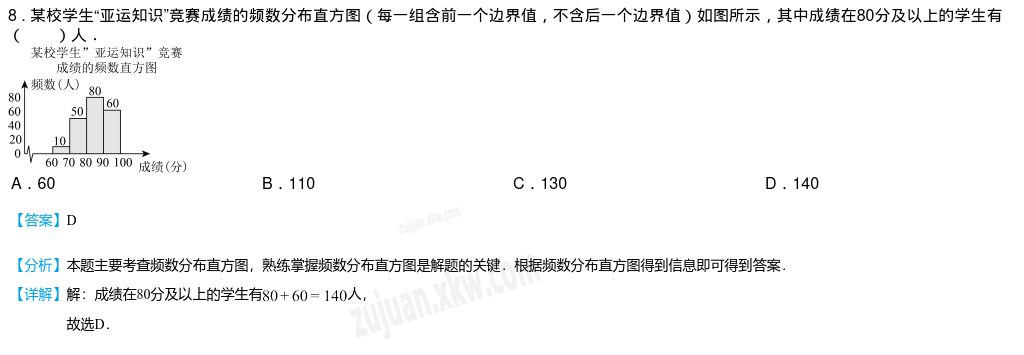 8．某校学生“亚运知识”竞赛成绩的频数分布直方图（每一组含前一个边界值，不含后一个边界值）如图所示，其中成绩在80分及以上的学生有
（　　）人．
某校学生”亚运知识”竞赛
成绩的频数直方图
频数(人)
80
60
40
20
0
10
50
80
60
60 70 80 90 100 成绩(分)
A．60 B．110 C．130 D．140
【答案】D
【分析】本题主要考查频数分布直方图，熟练掌握频数分布直方图是解题的关键．根据频数分布直方图得到信息即可得到答案．
【详解】解：成绩在80分及以上的学生有80+60=140人，
故选D．
zujuan.xkw.com
zujuan.xkw.com